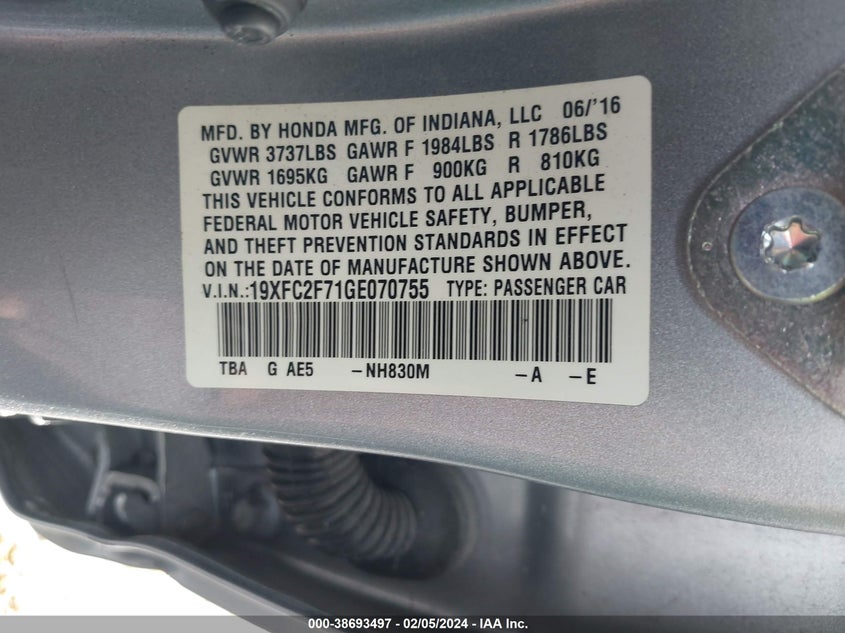 MFD. BY HONDA MFG. OF INDIANA, LLC 06/'16
GVWR 3737LBS GAWR F 1984LBS R 1786LBS
GVWR 1695KG GAWR F 900KG R 810KG
THIS VEHICLE CONFORMS TO ALL APPLICABLE
FEDERAL MOTOR VEHICLE SAFETY, BUMPER,
AND THEFT PREVENTION STANDARDS IN EFFECT
ON THE DATE OF MANUFACTURE SHOWN ABOVE.
V.I.N.:19XFC2F71GE070755 TYPE: PASSENGER CAR
TBA G AE5 -NH830M -A -E
000-38693497 - 02/05/2024 - IAA Inc.